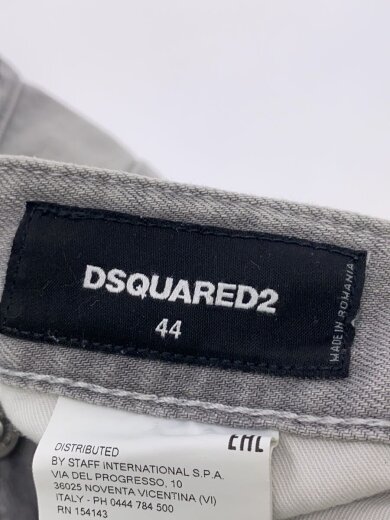 DSQUARED2
44
MADE IN ROMANIA
EAC
DISTRIBUTED
BY STAFF INTERNATIONAL S.P.A.
VIA DEL PROGRESSO, 10
36025 NOVENTA VICENTINA (VI)
ITALY - PH 0444 784 500
RN 154143